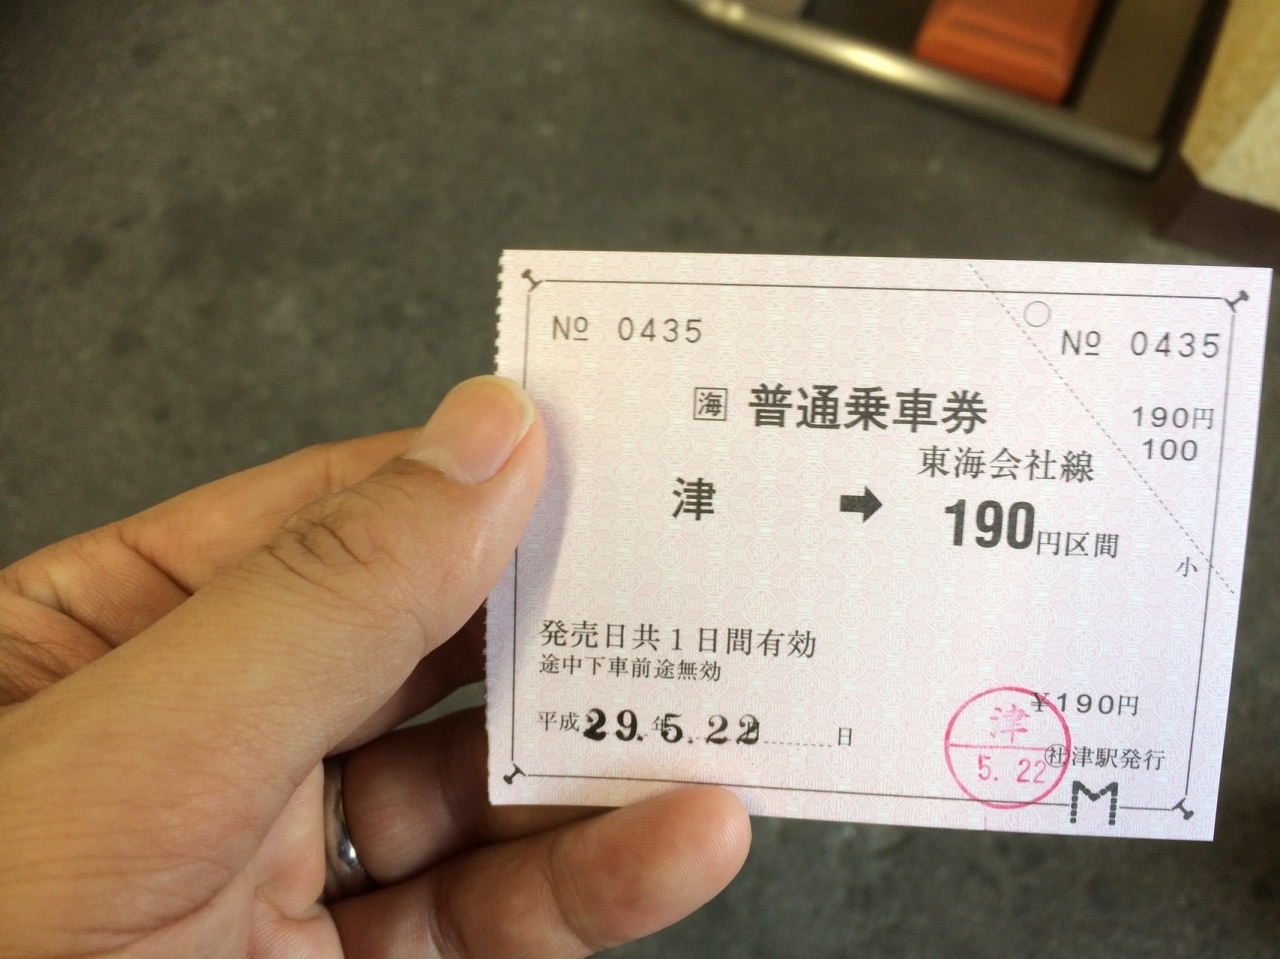 № 0435
№ 0435
海 普通乗車券
190円
100
東海会社線
津 ➡ 190円区間
小
発売日共1日間有効
途中下車前途無効
¥190円
平成29.年5.22日
津
5. 22
㊓津駅発行
M